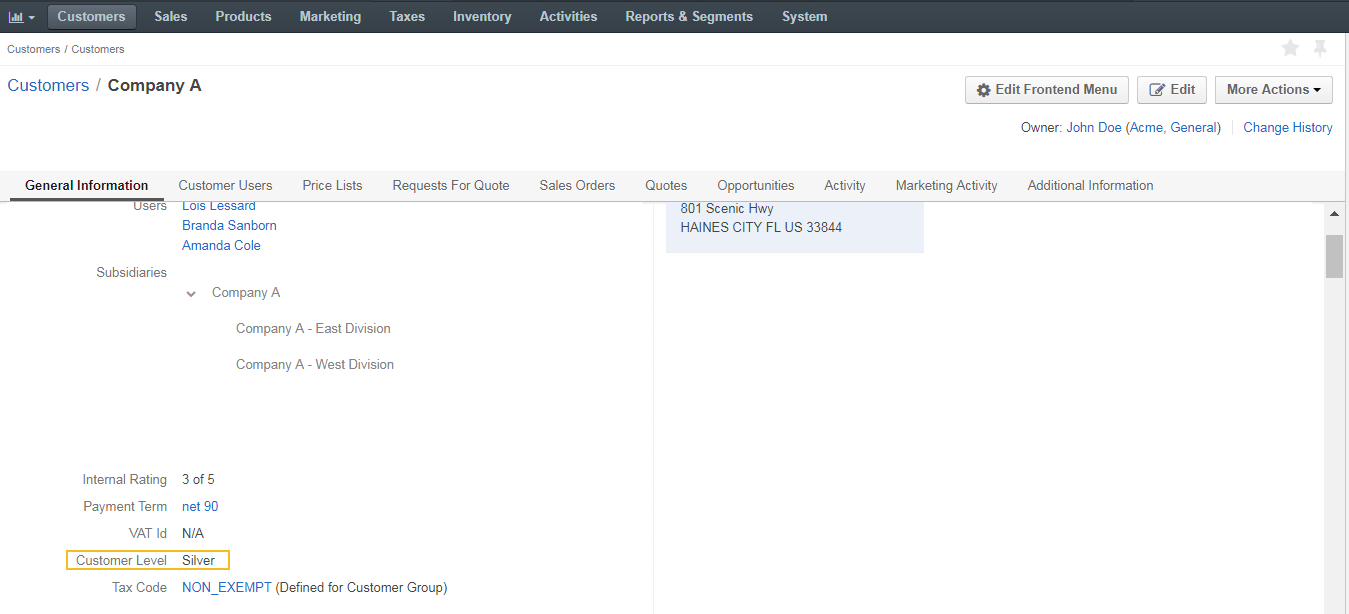 Customers Sales Products Marketing Taxes Inventory Activities Reports & Segments System
Customers / Customers
Customers / Company A
Edit Frontend Menu Edit More Actions
Owner: John Doe (Acme, General) Change History
General Information Customer Users Price Lists Requests For Quote Sales Orders Quotes Opportunities Activity Marketing Activity Additional Information
Users Lois Lessard
Branda Sanborn
Amanda Cole
801 Scenic Hwy
HAINES CITY FL US 33844
Subsidiaries
Company A
Company A - East Division
Company A - West Division
Internal Rating 3 of 5
Payment Term net 90
VAT Id N/A
Customer Level Silver
Tax Code NON_EXEMPT (Defined for Customer Group)